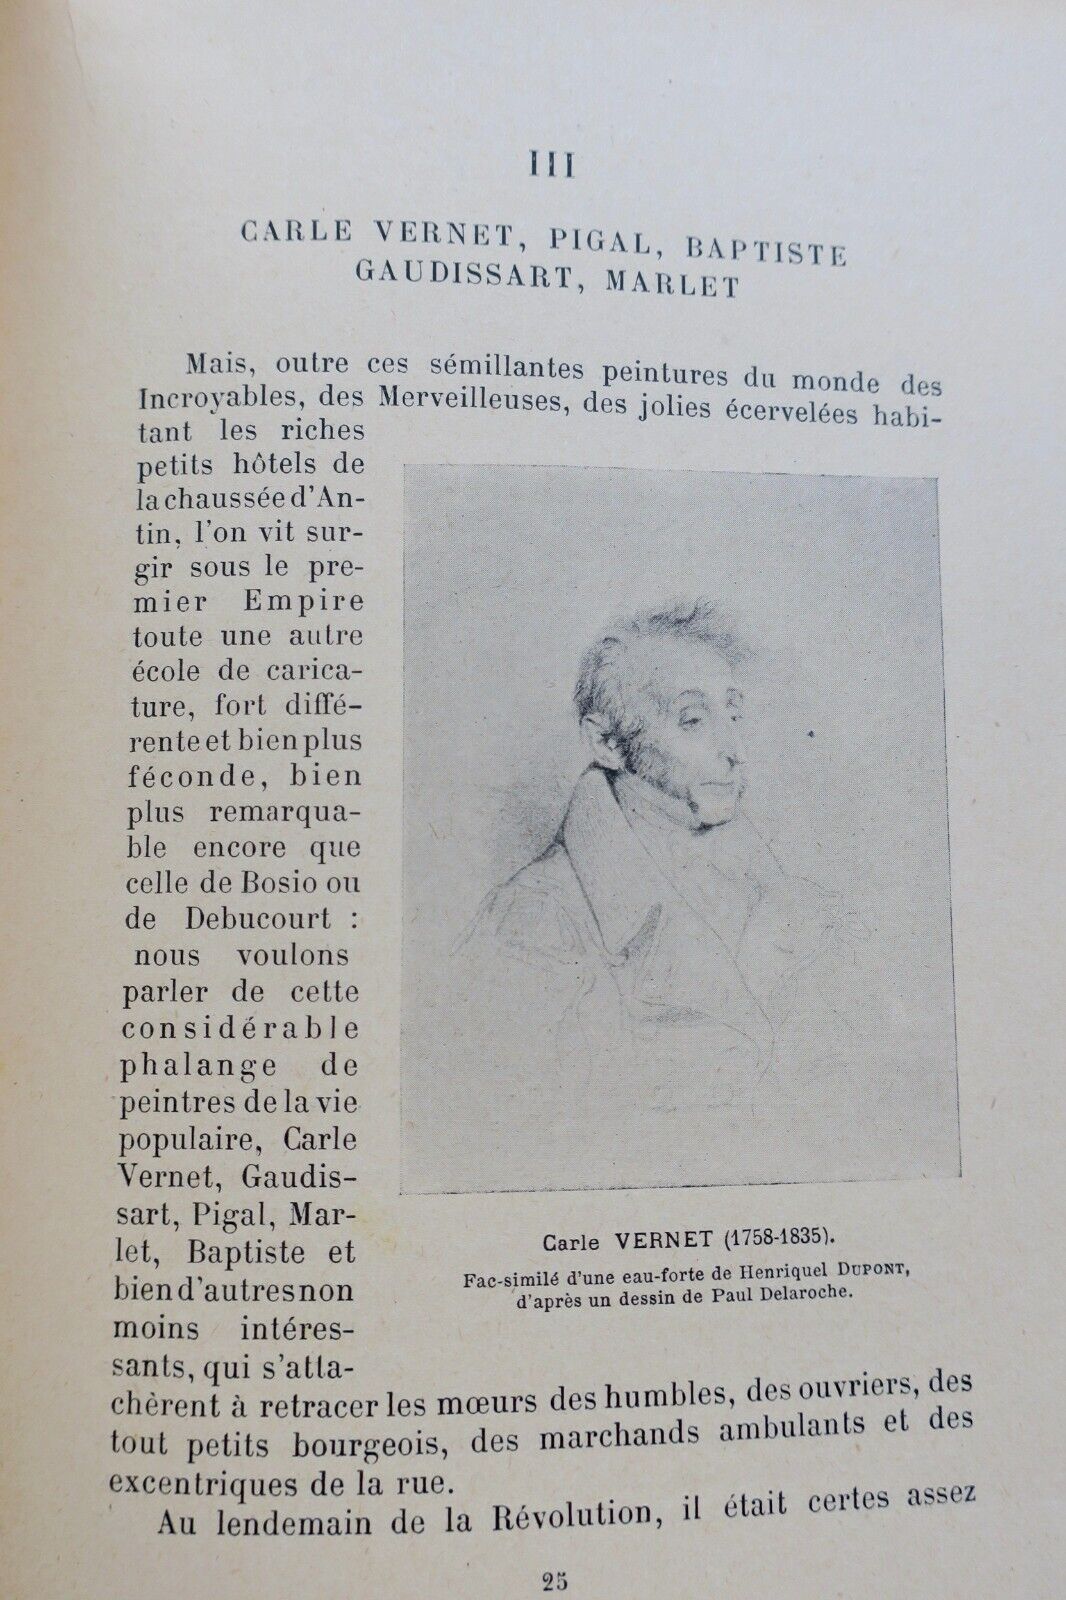 III
CARLE VERNET, PIGAL, BAPTISTE
GAUDISSART, MARLET
Mais, outre ces sémillantes peintures du monde des
Incroyables, des Merveilleuses, des jolies écervelées habi-
tant les riches
petits hôtels de
la chaussée d'An-
tin, l'on vit sur-
gir sous le pre-
mier Empire
toute une autre
école de carica-
ture, fort diffé-
rente et bien plus
féconde, bien
plus remarqua-
ble encore que
celle de Bosio ou
de Debucourt :
nous voulons
parler de cette
considérable
phalange de
peintres de la vie
populaire, Carle
Vernet, Gaudis-
sart, Pigal, Mar-
let, Baptiste et
bien d'autres non
moins intéres-
sants, qui s'atta-
chèrent à retracer les mœurs des humbles, des ouvriers, des
tout petits bourgeois, des marchands ambulants et des
excentriques de la rue.
Au lendemain de la Révolution, il était certes assez
Carle VERNET (1758-1835).
Fac-similé d'une eau-forte de Henriquel DUPONT,
d'après un dessin de Paul Delaroche.
25